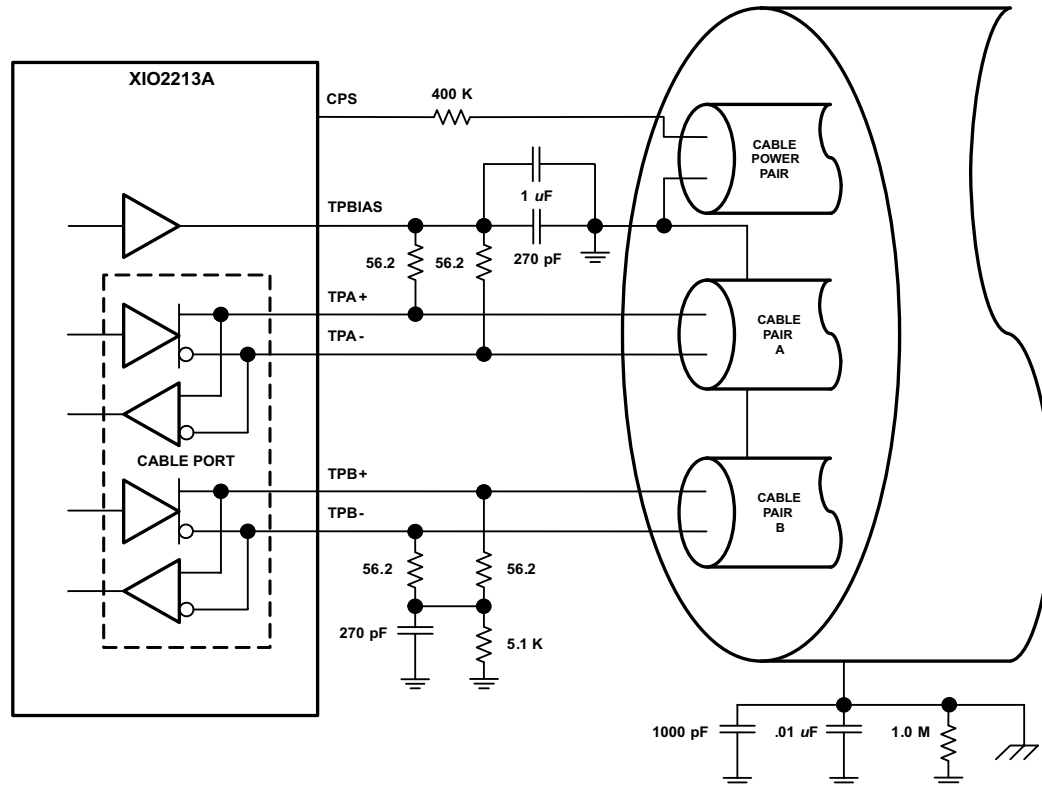 XIO2213A
CPS
400 K
CABLE
POWER
PAIR
1 uF
TPBIAS
56.2
56.2
270 pF
TPA+
TPA-
CABLE
PAIR
A
CABLE PORT
TPB+
TPB-
CABLE
PAIR
B
56.2
56.2
270 pF
5.1 K
1000 pF
.01 uF
1.0 M